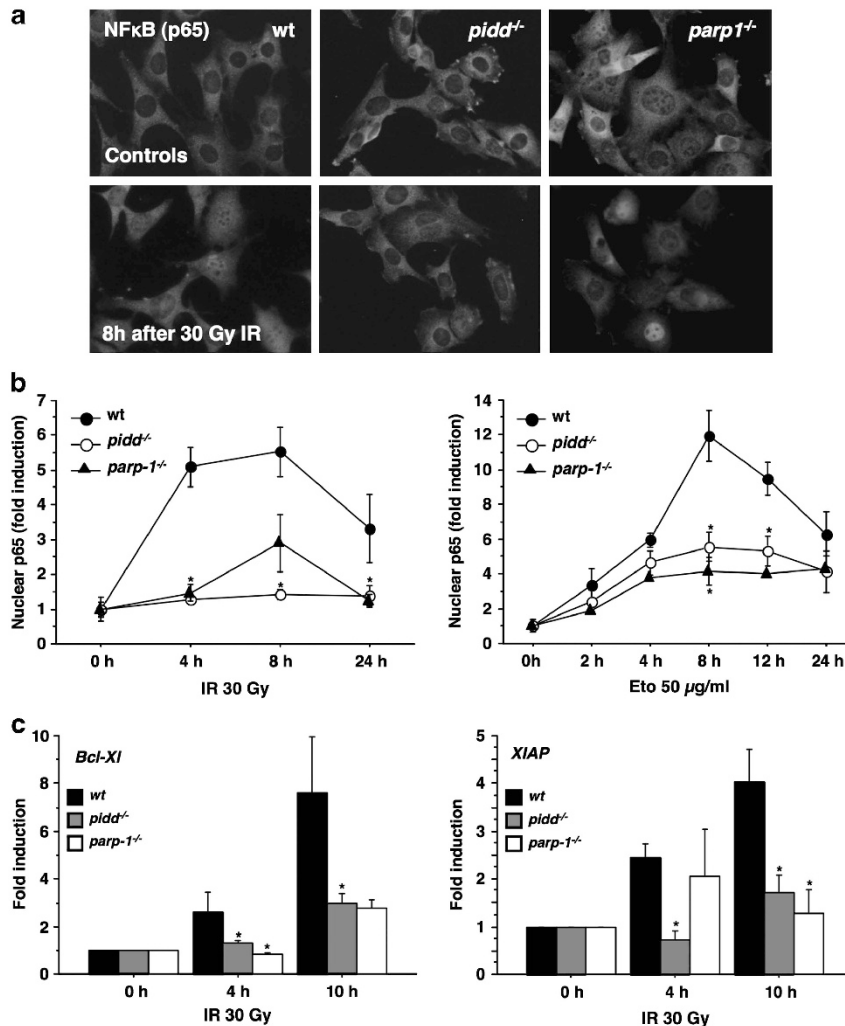 a
NFκB (p65) wt
pidd-/-
parp1-/-
Controls
8h after 30 Gy IR
b
Nuclear p65 (fold induction)
7
6
5
4
3
2
1
0
wt
pidd-/-
parp-1-/-
*
*
*
0 h 4 h 8 h 24 h
IR 30 Gy
Nuclear p65 (fold induction)
14
12
10
8
6
4
2
0
wt
pidd-/-
parp-1-/-
* *
*
0h 2 h 4 h 8 h 12 h 24 h
Eto 50 µg/ml
c
Fold induction
10
8
6
4
2
0
Bcl-Xl
wt
pidd-/-
parp-1-/-
* *
*
0 h 4 h 10 h
IR 30 Gy
Fold induction
5
4
3
2
2
1
0
XIAP
wt
pidd-/-
parp-1-/-
*
* *
0 h 4 h 10 h
IR 30 Gy